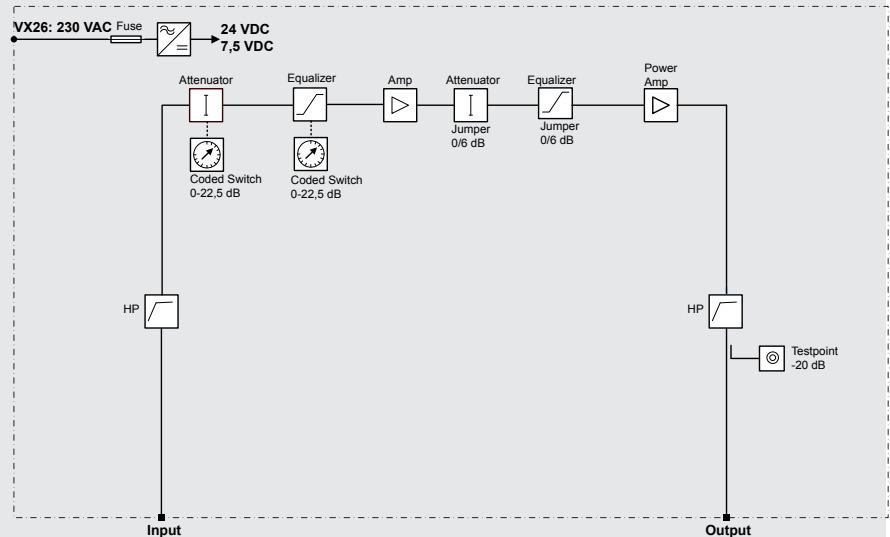 VX26: 230 VAC
Fuse
24 VDC
7,5 VDC
Attenuator
Equalizer
Amp
Attenuator
Equalizer
Power
Amp
Jumper
0/6 dB
Jumper
0/6 dB
Coded Switch
0-22,5 dB
Coded Switch
0-22,5 dB
HP
HP
Testpoint
-20 dB
Input
Output